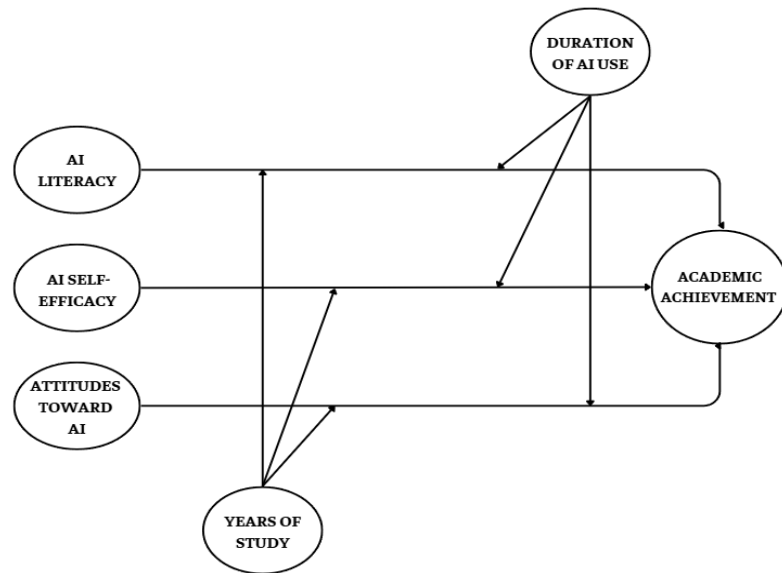 DURATION
OF AI USE
AI
LITERACY
AI SELF-
EFFICACY
ACADEMIC
ACHIEVEMENT
ATTITUDES
TOWARD
AI
YEARS OF
STUDY